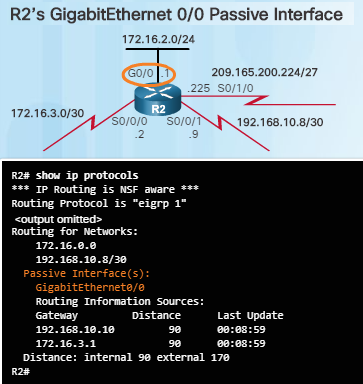 R2's GigabitEthernet 0/0 Passive Interface
172.16.2.0/24
G0/0 .1
209.165.200.224/27
.225 S0/1/0
172.16.3.0/30
R2
S0/0/0 S0/0/1
192.168.10.8/30
.2 .9
R2# show ip protocols
*** IP Routing is NSF aware ***
Routing Protocol is "eigrp 1"
<output omitted>
Routing for Networks:
172.16.0.0
192.168.10.8/30
Passive Interface(s):
GigabitEthernet0/0
Routing Information Sources:
Gateway Distance Last Update
192.168.10.10 90 00:08:59
172.16.3.1 90 00:08:59
Distance: internal 90 external 170
R2#